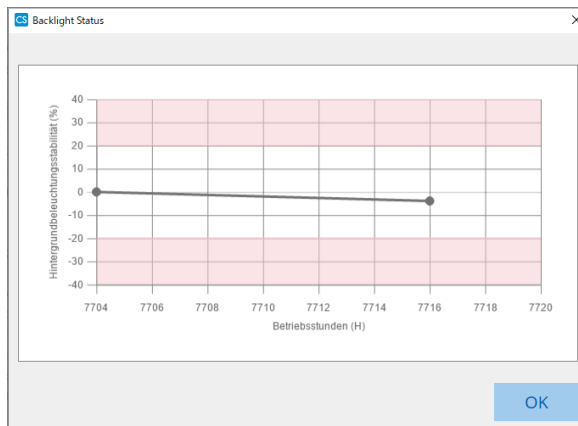 CS Backlight Status
Hintergrundbeleuchtungsstabilität (%)
40
30
20
10
0
-10
-20
-30
-40
7704 7706 7708 7710 7712 7714 7716 7718 7720
Betriebsstunden (H)
OK